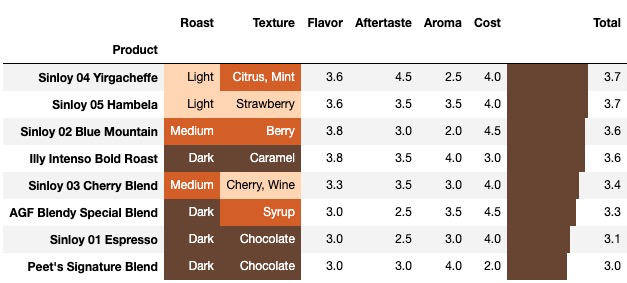 Roast Texture Flavor Aftertaste Aroma Cost Total
Product
Sinloy 04 Yirgacheffe Light Citrus, Mint 3.6 4.5 2.5 4.0 3.7
Sinloy 05 Hambela Light Strawberry 3.6 3.5 3.5 4.0 3.7
Sinloy 02 Blue Mountain Medium Berry 3.8 3.0 2.0 4.5 3.6
Illy Intenso Bold Roast Dark Caramel 3.8 3.5 4.0 3.0 3.6
Sinloy 03 Cherry Blend Medium Cherry, Wine 3.3 3.5 3.0 4.0 3.4
AGF Blendy Special Blend Dark Syrup 3.0 2.5 3.5 4.5 3.3
Sinloy 01 Espresso Dark Chocolate 3.0 2.5 3.0 4.0 3.1
Peet's Signature Blend Dark Chocolate 3.0 3.0 4.0 2.0 3.0